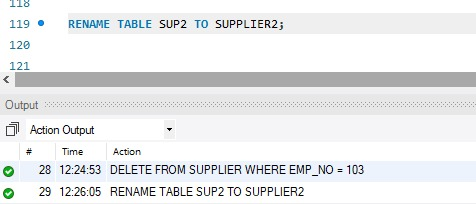 118
119 RENAME TABLE SUP2 TO SUPPLIER2;
120
121
Output
Action Output
# Time Action
28 12:24:53 DELETE FROM SUPPLIER WHERE EMP_NO = 103
29 12:26:05 RENAME TABLE SUP2 TO SUPPLIER2